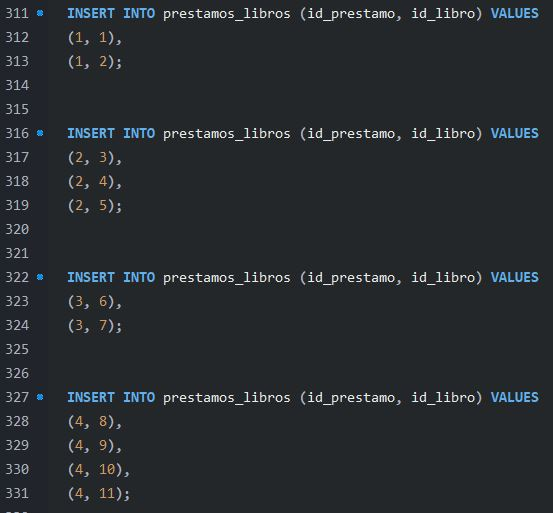 311 INSERT INTO prestamos_libros (id_prestamo, id_libro) VALUES
312 (1, 1),
313 (1, 2);
314
315
316 INSERT INTO prestamos_libros (id_prestamo, id_libro) VALUES
317 (2, 3),
318 (2, 4),
319 (2, 5);
320
321
322 INSERT INTO prestamos_libros (id_prestamo, id_libro) VALUES
323 (3, 6),
324 (3, 7);
325
326
327 INSERT INTO prestamos_libros (id_prestamo, id_libro) VALUES
328 (4, 8),
329 (4, 9),
330 (4, 10),
331 (4, 11);